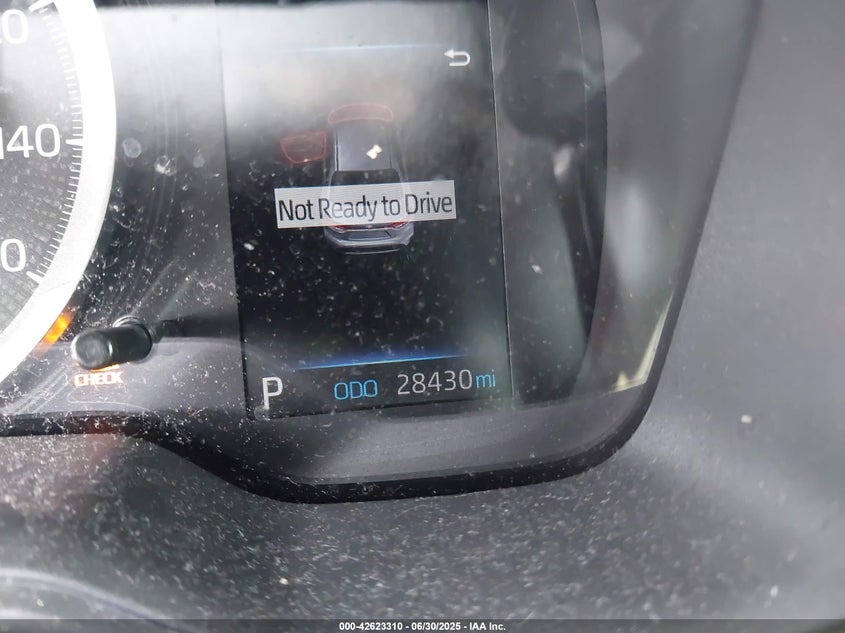 140
Not Ready to Drive
CHECK
P ODO 28430 mi
000-42623310 - 06/30/2025 - IAA Inc.